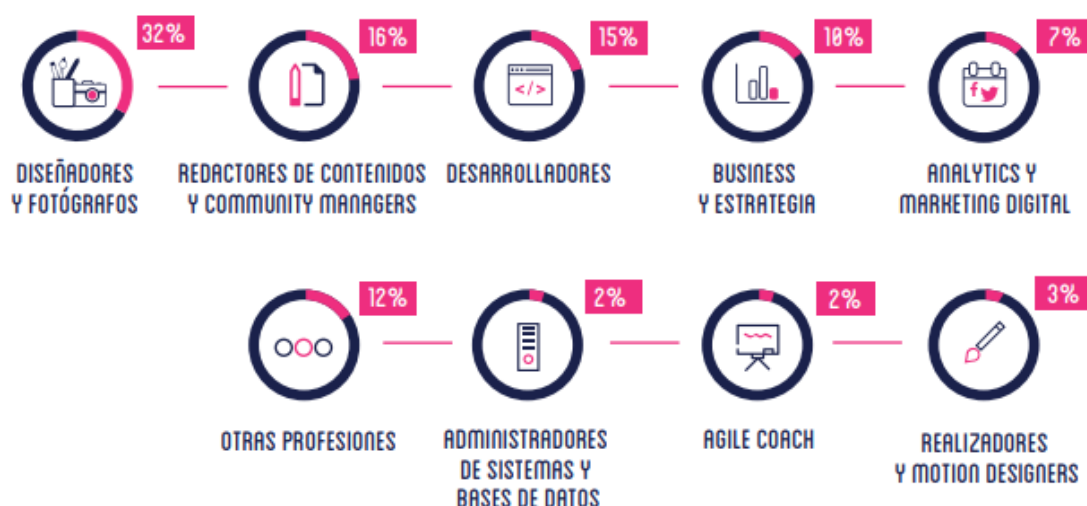 32%
16%
15%
10%
7%
</>
f
DISEÑADORES
Y FOTÓGRAFOS
REDACTORES DE CONTENIDOS
Y COMMUNITY MANAGERS
DESARROLLADORES
BUSINESS
Y ESTRATEGIA
ANALYTICS Y
MARKETING DIGITAL
12%
2%
2%
3%
OTRAS PROFESIONES
ADMINISTRADORES
DE SISTEMAS Y
BASES DE DATOS
AGILE COACH
REALIZADORES
Y MOTION DESIGNERS